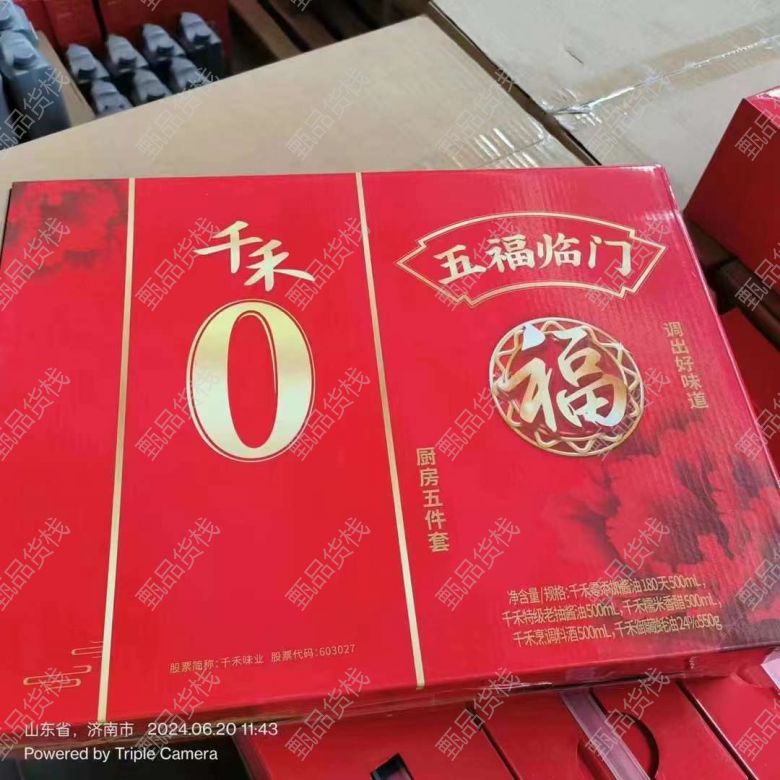 千禾
0
五福临门
福
调出好味道
厨房五件套
净含量/规格:千禾零添加酱油180天500mL,
千禾特级老抽酱油500mL,千禾糯米香醋500mL,
千禾烹调料酒500mL,千禾御藏蚝油24%550g
股票简称:千禾味业 股票代码:603027
山东省，济南市 2024.06.20 11:43
Powered by Triple Camera
甄品货栈